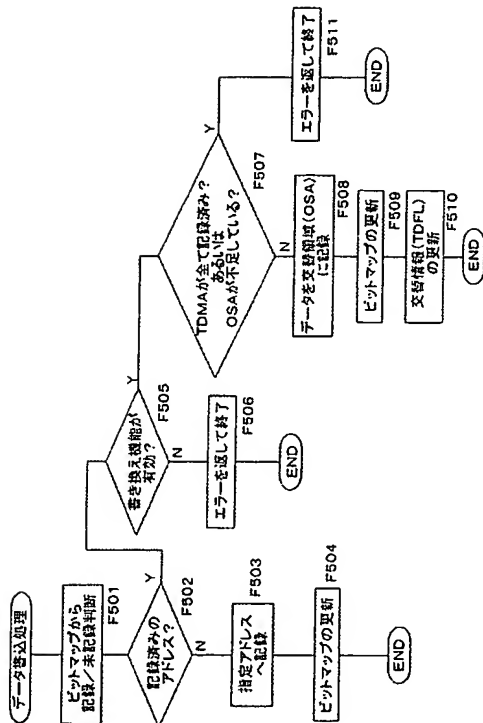 データ書込処理
ビットマップから
記録／未記録判断
F501
記録済みの
アドレス？
F502
Y
N
指定アドレス
へ記録
F503
ビットマップの更新
F504
END
書き換え機能が
有効？
F505
Y
N
エラーを返して終了
F506
END
TDMAが全て記録済み？
あるいは
OSAが不足している？
F507
Y
N
データを交替領域(OSA)
に記録
F508
ビットマップの更新
F509
交替情報(TDFL)
の更新
F510
END
エラーを返して終了
F511
END